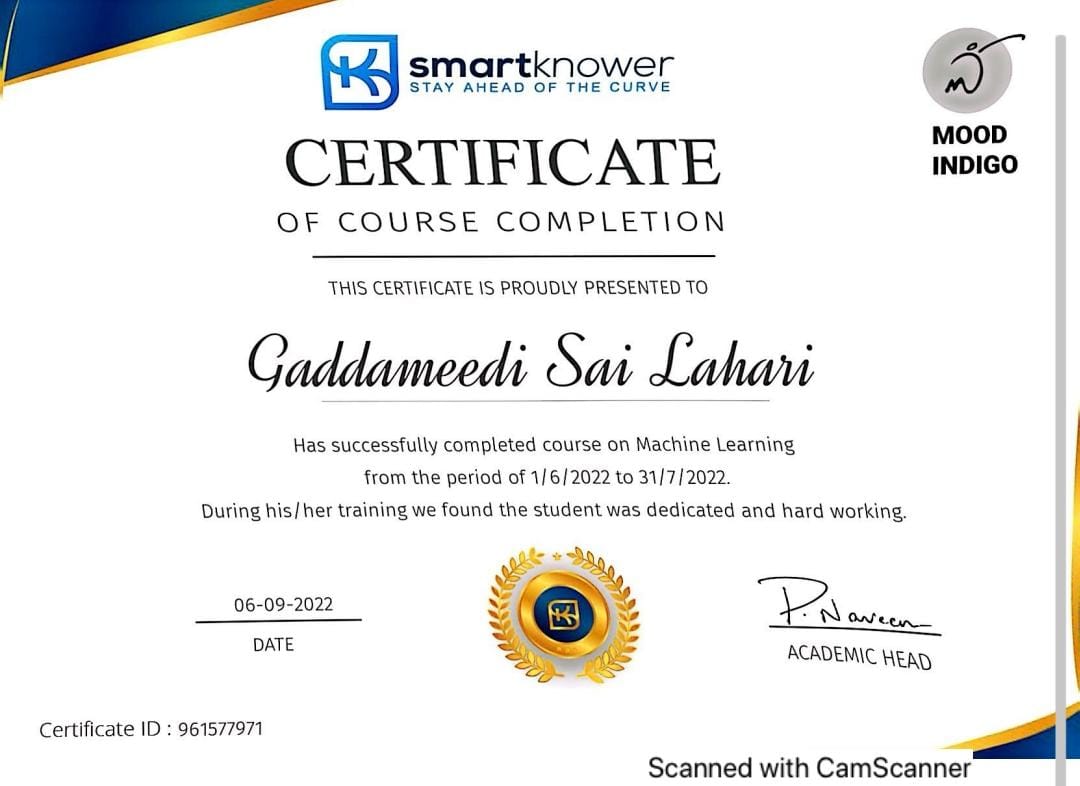 smartknower
STAY AHEAD OF THE CURVE
MOOD
INDIGO
CERTIFICATE
OF COURSE COMPLETION
THIS CERTIFICATE IS PROUDLY PRESENTED TO
Gaddameedi Sai Lahari
Has successfully completed course on Machine Learning
from the period of 1/6/2022 to 31/7/2022.
During his/her training we found the student was dedicated and hard working.
06-09-2022
DATE
P. Naveen
ACADEMIC HEAD
Certificate ID : 961577971
Scanned with CamScanner